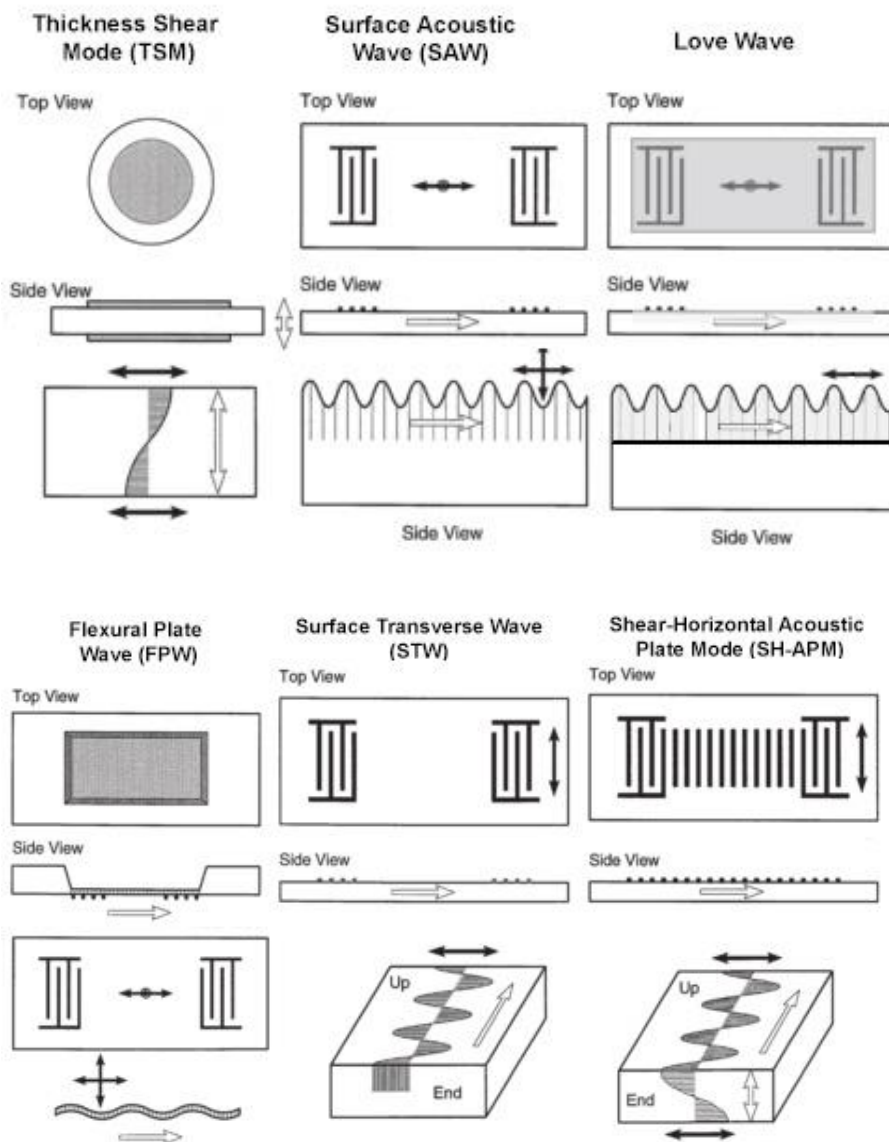 Thickness Shear
Mode (TSM)
Top View
Side View
Surface Acoustic
Wave (SAW)
Top View
Side View
Side View
Love Wave
Top View
Side View
Side View
Flexural Plate
Wave (FPW)
Top View
Side View
Surface Transverse Wave
(STW)
Top View
Side View
Up
End
Shear-Horizontal Acoustic
Plate Mode (SH-APM)
Top View
Side View
Up
End